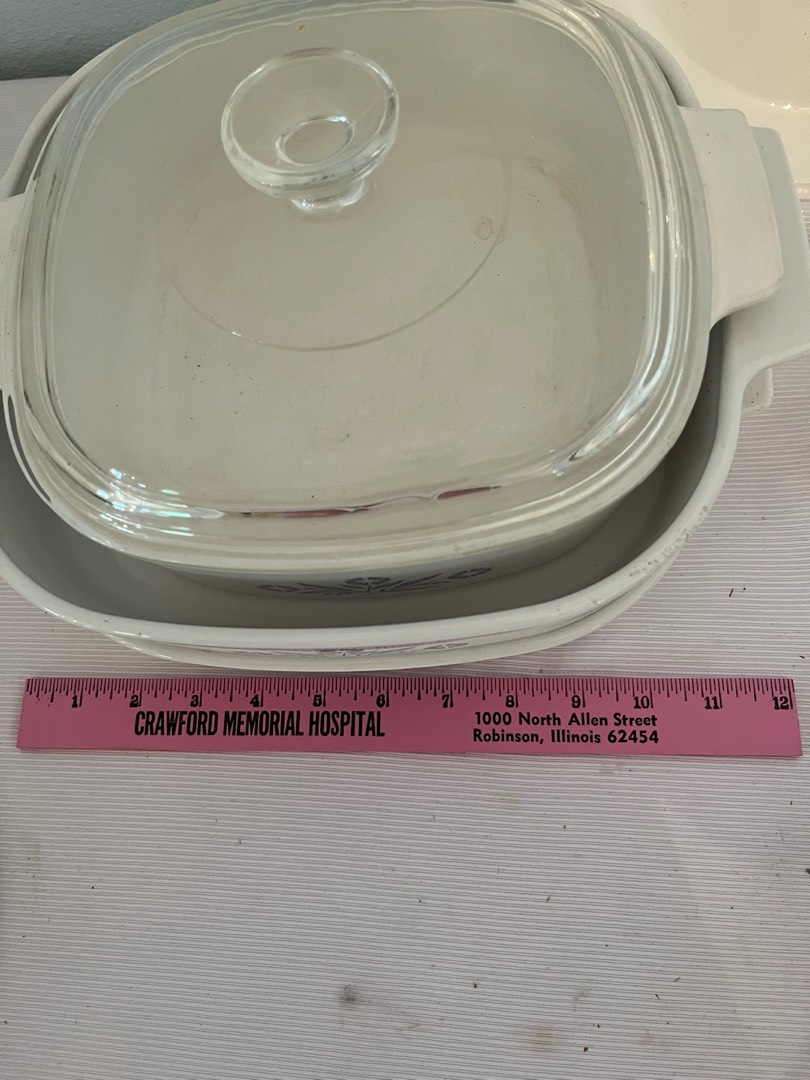 1 2 3 4 5 6 7 8 9 10 11 12
CRAWFORD MEMORIAL HOSPITAL
1000 North Allen Street
Robinson, Illinois 62454